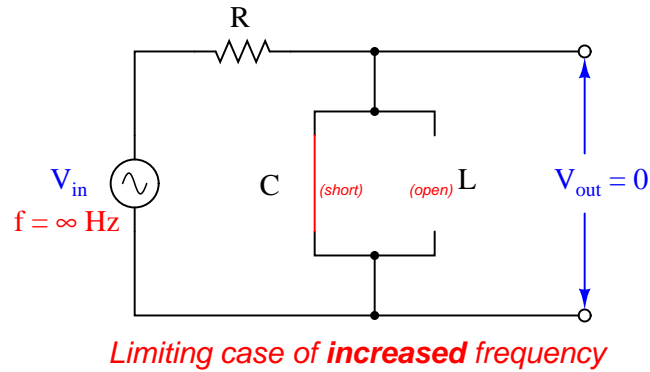 R
V_in
f = ∞ Hz
C
(short)
(open)
L
V_out = 0
Limiting case of increased frequency